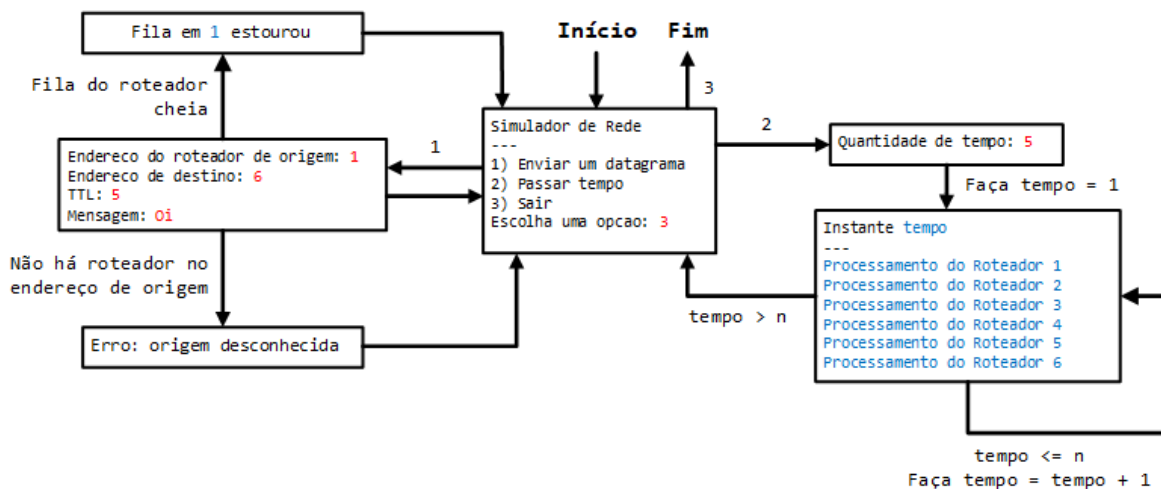 Fila em 1 estourou
Início Fim
Fila do roteador
cheia
3
Simulador de Rede
---
1) Enviar um datagrama
2) Passar tempo
3) Sair
Escolha uma opcao: 3
1
2
Endereco do roteador de origem: 1
Endereco de destino: 6
TTL: 5
Mensagem: Oi
Quantidade de tempo: 5
Faça tempo = 1
Instante tempo
---
Processamento do Roteador 1
Processamento do Roteador 2
Processamento do Roteador 3
Processamento do Roteador 4
Processamento do Roteador 5
Processamento do Roteador 6
Não há roteador no
endereço de origem
tempo > n
Erro: origem desconhecida
tempo <= n
Faça tempo = tempo + 1